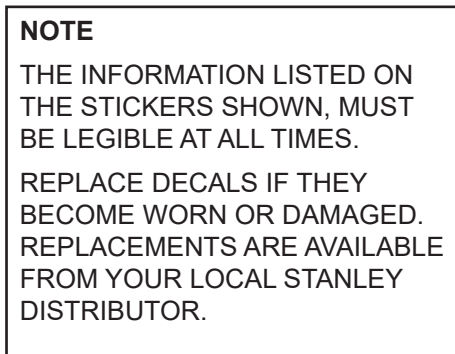 NOTE
THE INFORMATION LISTED ON
THE STICKERS SHOWN, MUST
BE LEGIBLE AT ALL TIMES.
REPLACE DECALS IF THEY
BECOME WORN OR DAMAGED.
REPLACEMENTS ARE AVAILABLE
FROM YOUR LOCAL STANLEY
DISTRIBUTOR.